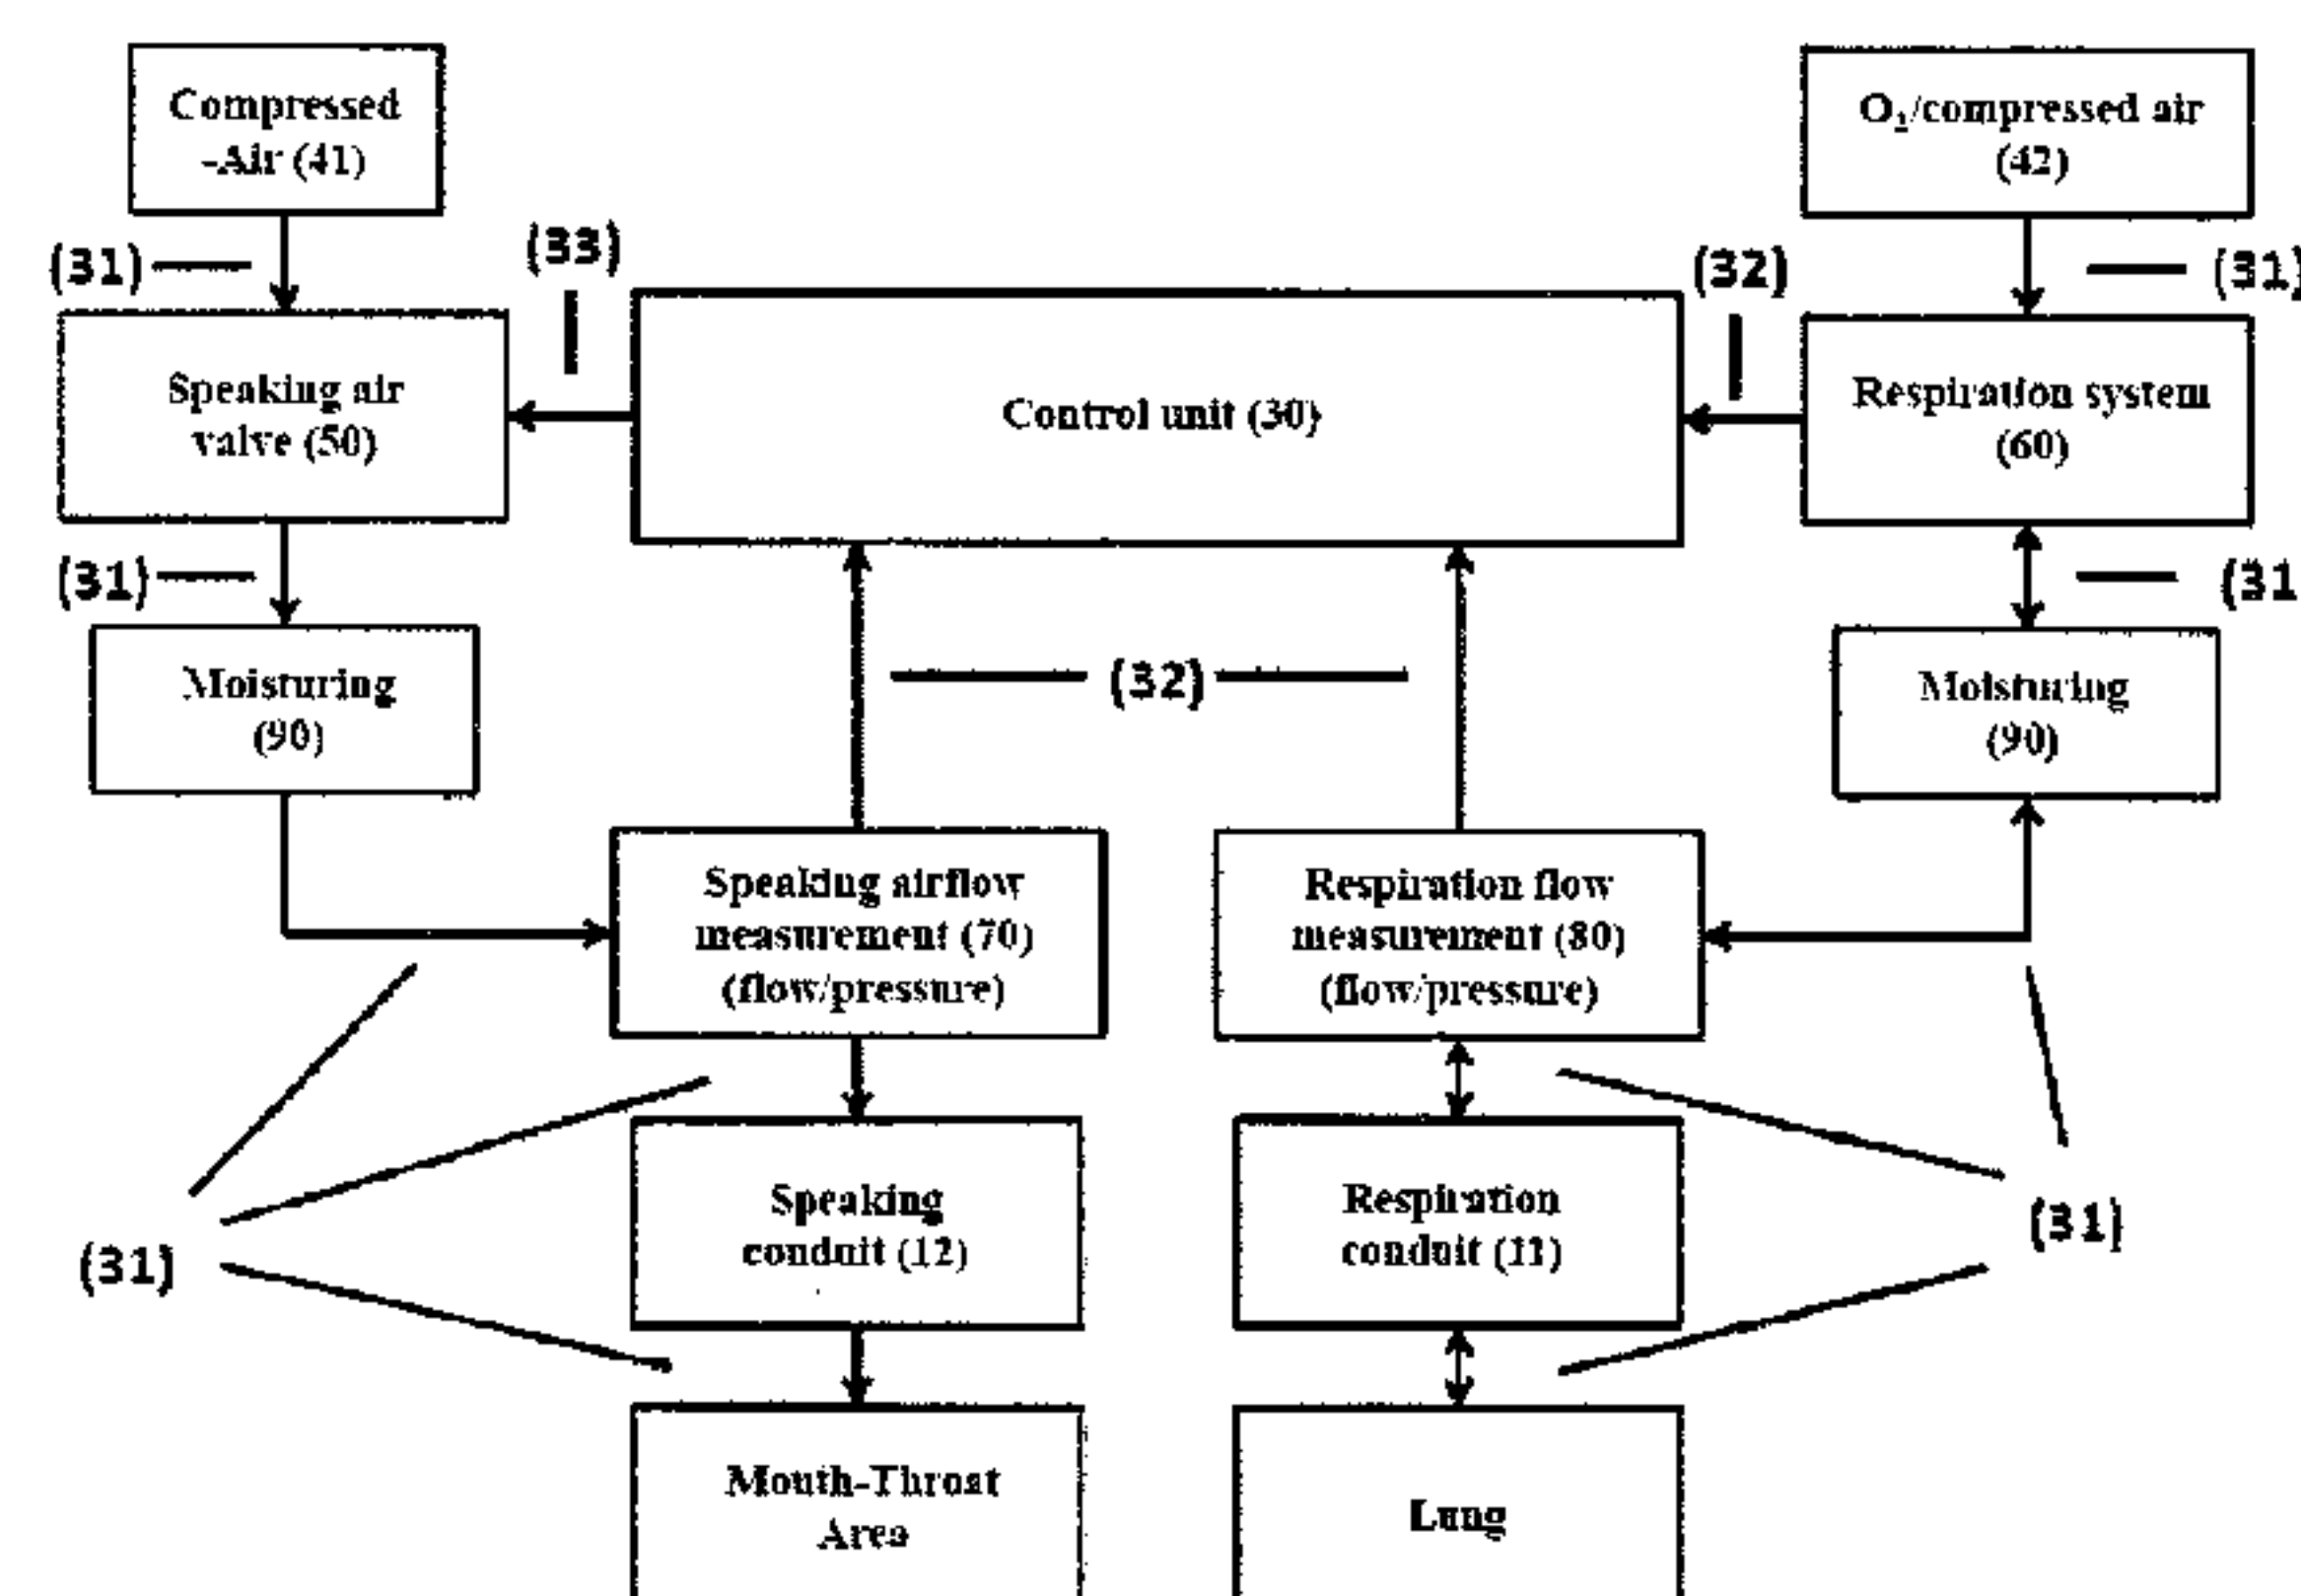 Compressed
-Air (41)
O₂/compressed air
(42)
(31)
(33)
(32)
(31)
Speaking air
valve (50)
Control unit (30)
Respiration system
(60)
(31)
(31
Moisturing
(90)
(32)
Moisturing
(90)
Speaking airflow
measurement (70)
(flow/pressure)
Respiration flow
measurement (80)
(flow/pressure)
Speaking
conduit (12)
Respiration
conduit (11)
(31)
(31)
Mouth-Throat
Area
Lung